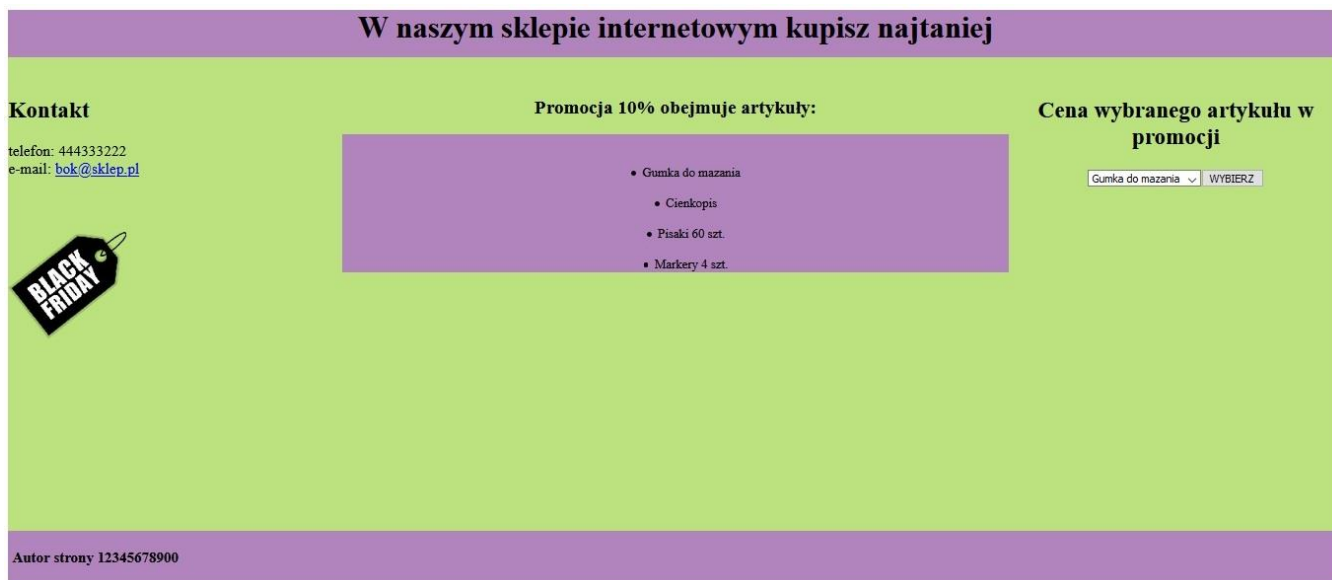 W naszym sklepie internetowym kupisz najtaniej
Kontakt
telefon: 444333222
e-mail: bok@sklep.pl
BLACK
FRIDAY
Promocja 10% obejmuje artykuły:
Gumka do mazania
Cienkopis
Pisaki 60 szt.
Markery 4 szt.
Cena wybranego artykułu w
promocji
Gumka do mazania WYBIERZ
Autor strony 12345678900